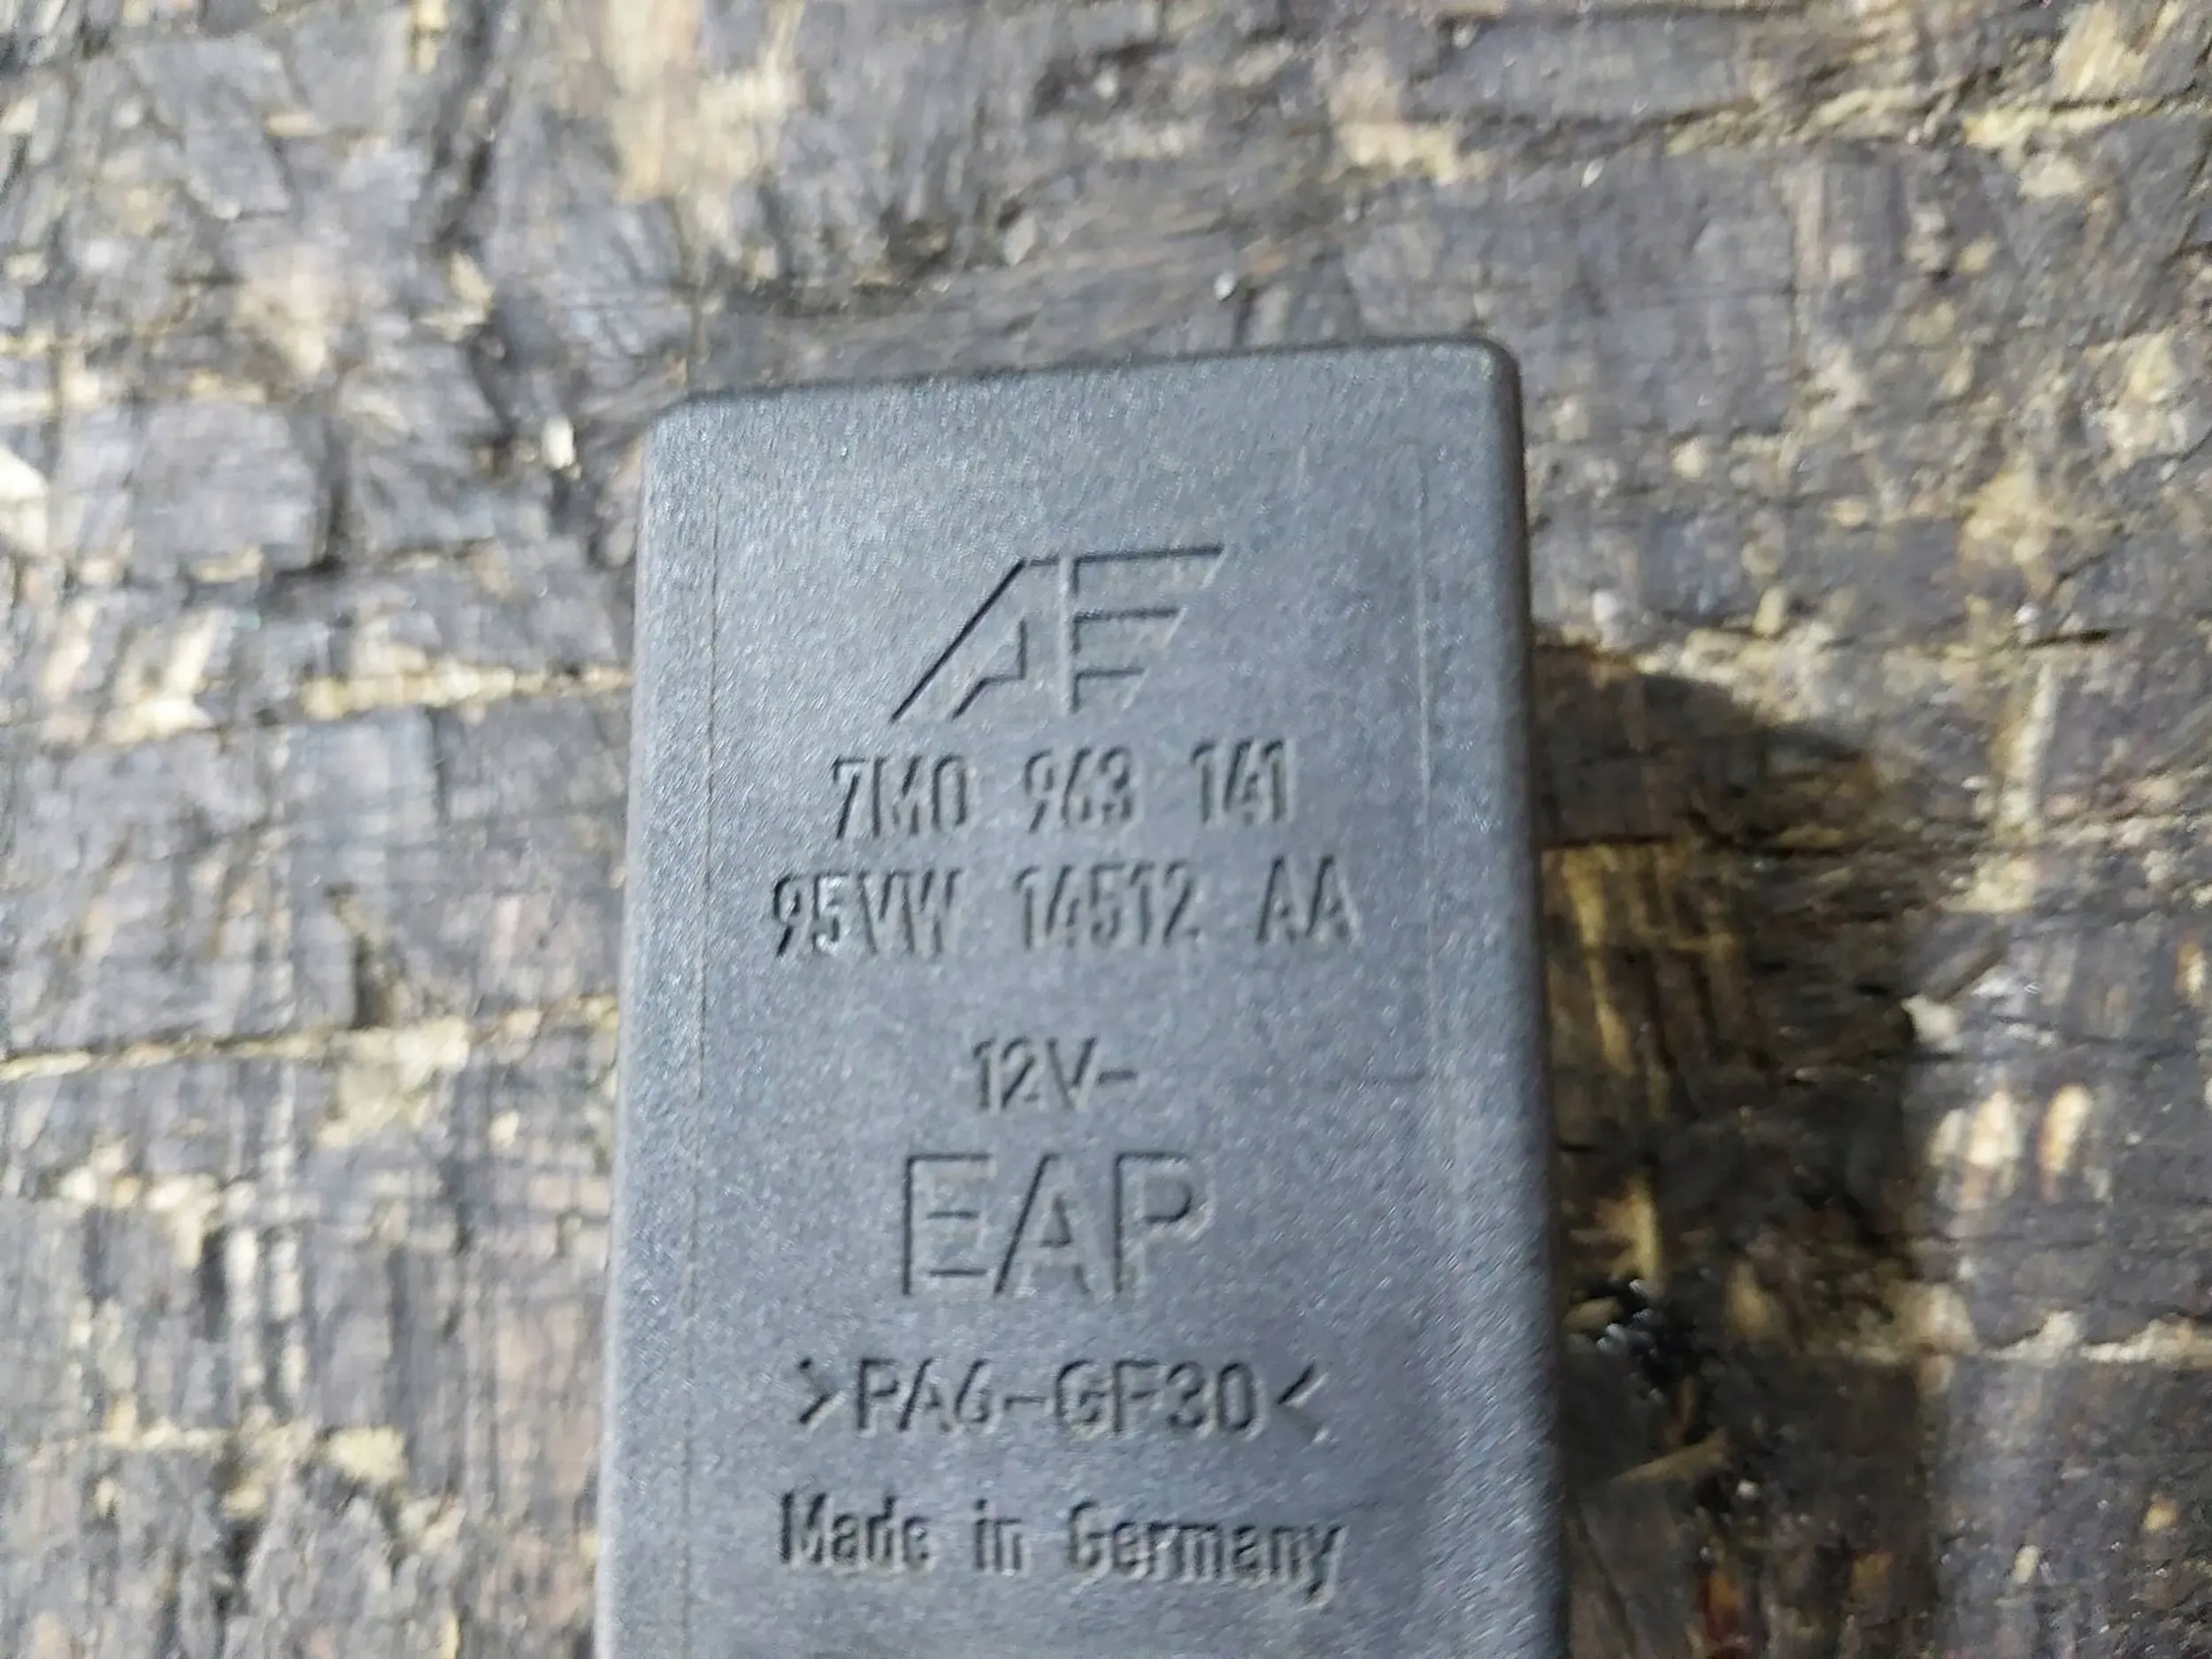 AF
7M0 963 141
95VW 14512 AA
12V-
EAP
>PA6-GF30<
Made in Germany